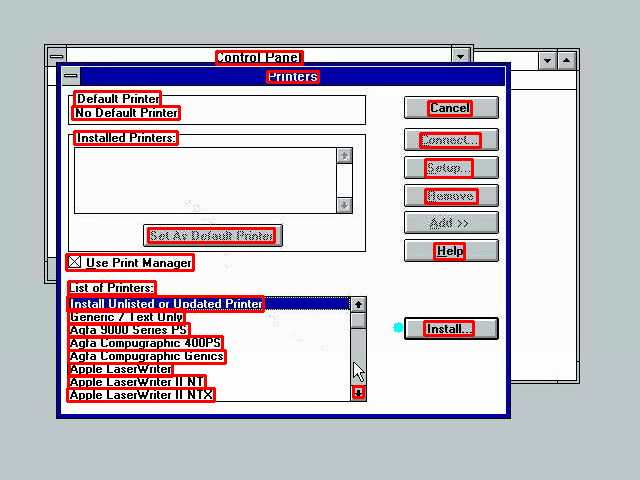 Control Panel
Printers
Default Printer
No Default Printer
Cancel
Installed Printers:
Connect...
Setup...
Remove
Add >>
Set As Default Printer
Help
Use Print Manager
List of Printers:
Install Unlisted or Updated Printer
Generic / Text Only
Agfa 9000 Series PS
Install...
Agfa Compugraphic 400PS
Agfa Compugraphic Genics
Apple LaserWriter
Apple LaserWriter II NT
Apple LaserWriter II NTX